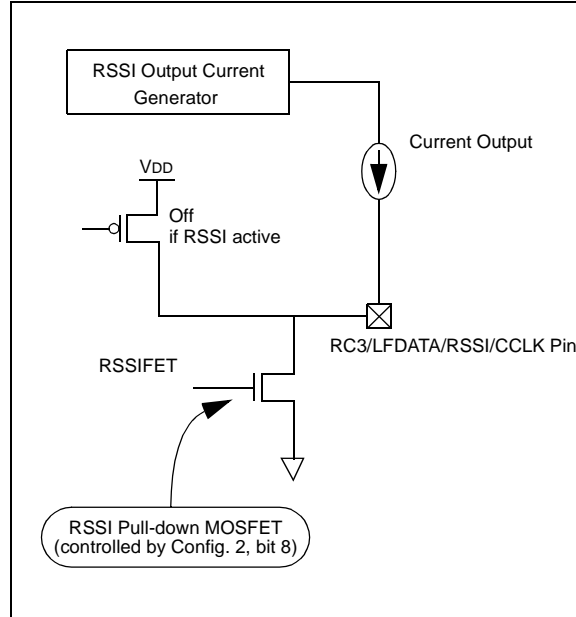 RSSI Output Current
Generator
Current Output
VDD
Off
if RSSI active
RC3/LFDATA/RSSI/CCLK Pin
RSSIFET
RSSI Pull-down MOSFET
(controlled by Config. 2, bit 8)